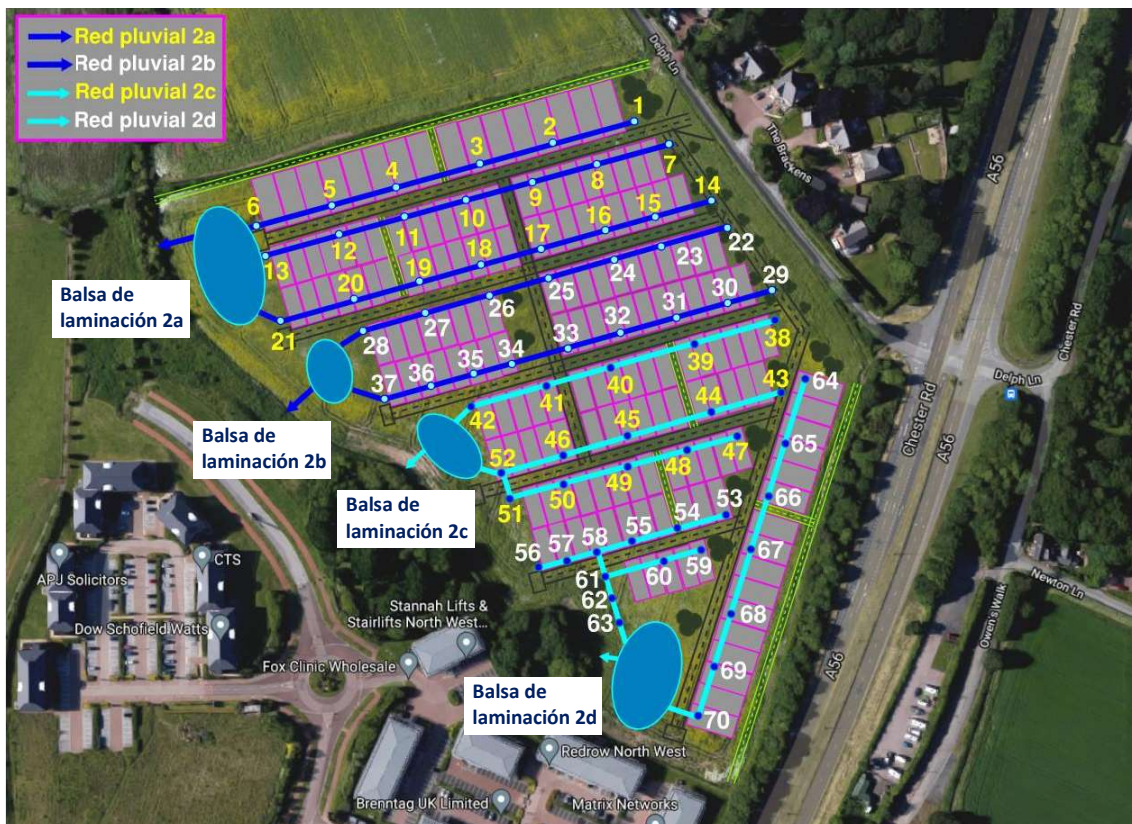 Red pluvial 2a
Red pluvial 2b
Red pluvial 2c
Red pluvial 2d
Delph Ln
The Brackens
A56
A56
1
2
3
4
5
6
7
8
9
10
11
12
13
14
15
16
17
18
19
20
21
22
23
24
25
26
27
28
29
30
31
32
33
34
35
36
37
38
39
40
41
42
43
44
45
46
47
48
49
50
51
52
53
54
55
56
57
58
59
60
61
62
63
64
65
66
67
68
69
70
Balsa de
laminación 2a
Balsa de
laminación 2b
Balsa de
laminación 2c
Balsa de
laminación 2d
Chester Rd
Chester Rd
Delph Ln
A56
Newton Ln
Owen's Walk
CTS
APJ Solicitors
Dow Schofield Watts
Stannah Lifts &
Stairlifts North West...
Fox Clinic Wholesale
Redrow North West
Brenntag UK Limited
Matrix Networks